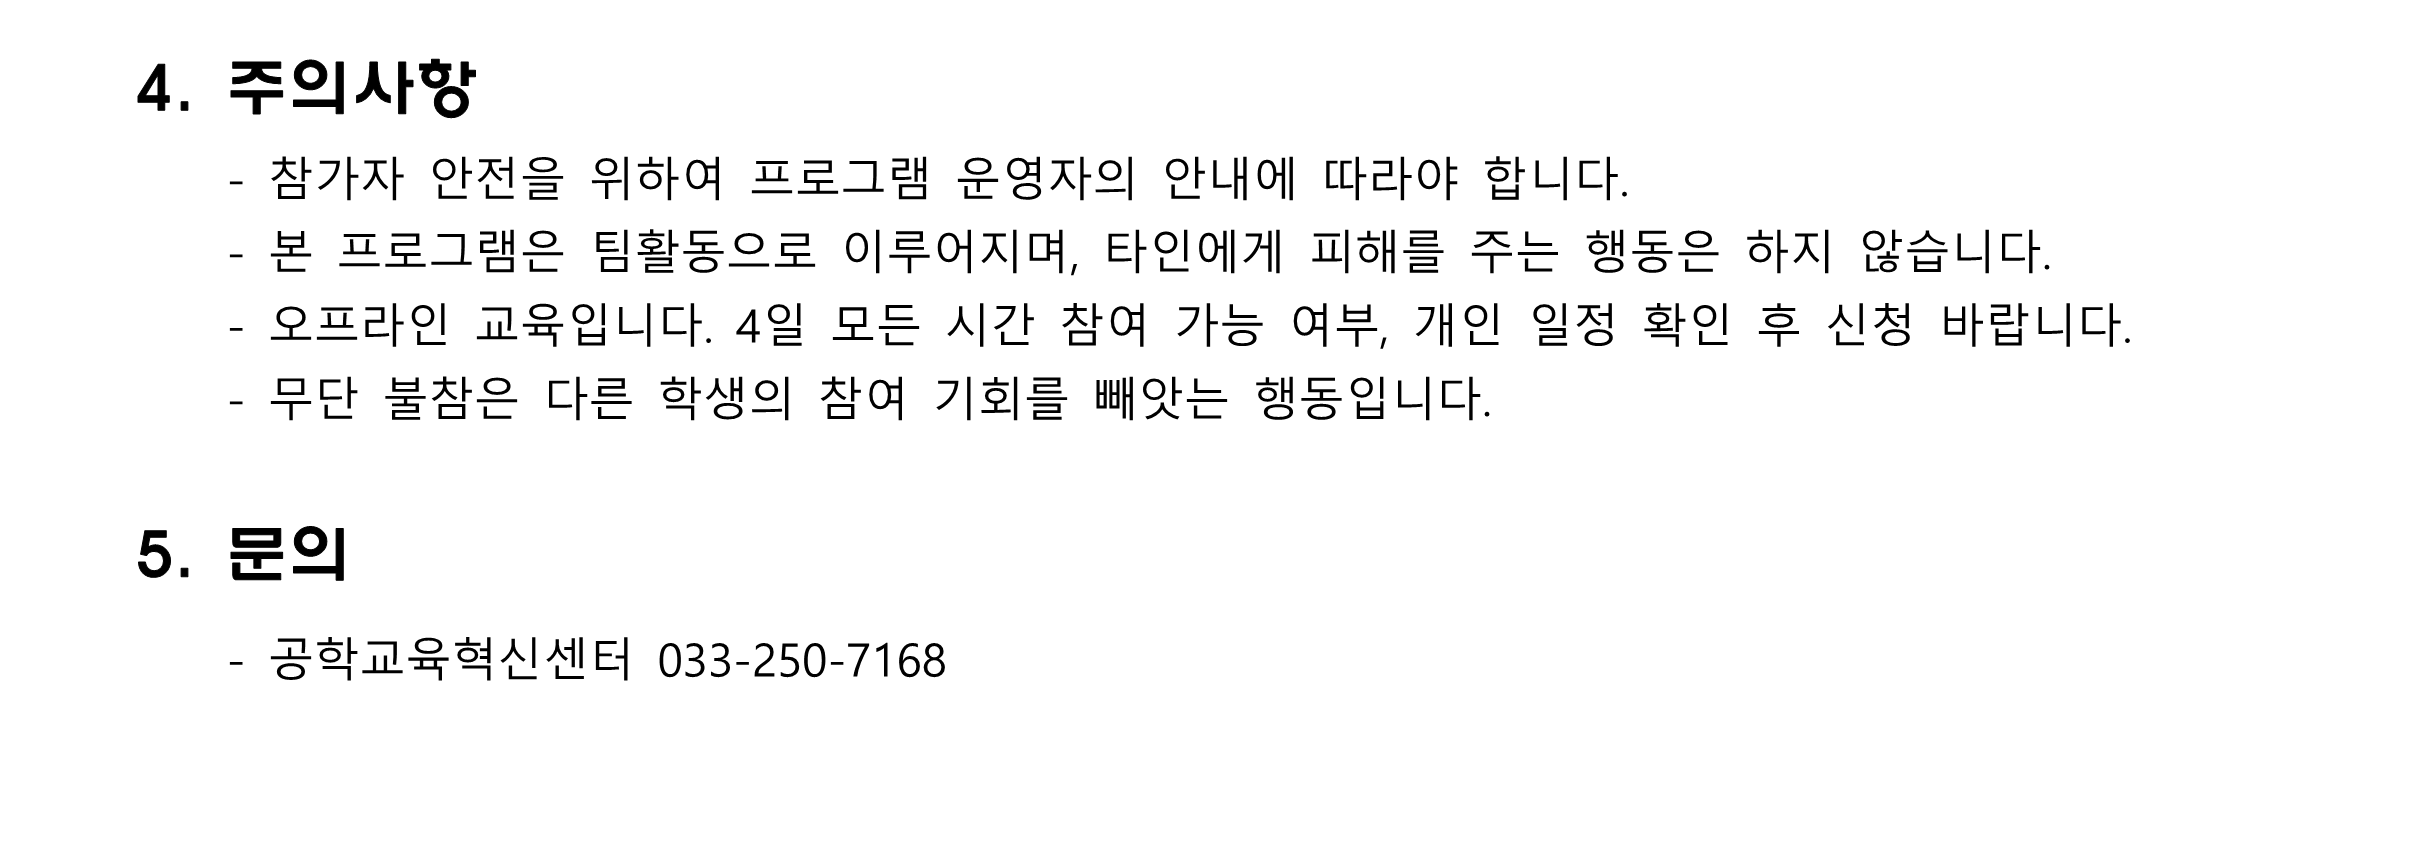 4. 주의사항
- 참가자 안전을 위하여 프로그램 운영자의 안내에 따라야 합니다.
- 본 프로그램은 팀활동으로 이루어지며, 타인에게 피해를 주는 행동은 하지 않습니다.
- 오프라인 교육입니다. 4일 모든 시간 참여 가능 여부, 개인 일정 확인 후 신청 바랍니다.
- 무단 불참은 다른 학생의 참여 기회를 빼앗는 행동입니다.
5. 문의
- 공학교육혁신센터 033-250-7168